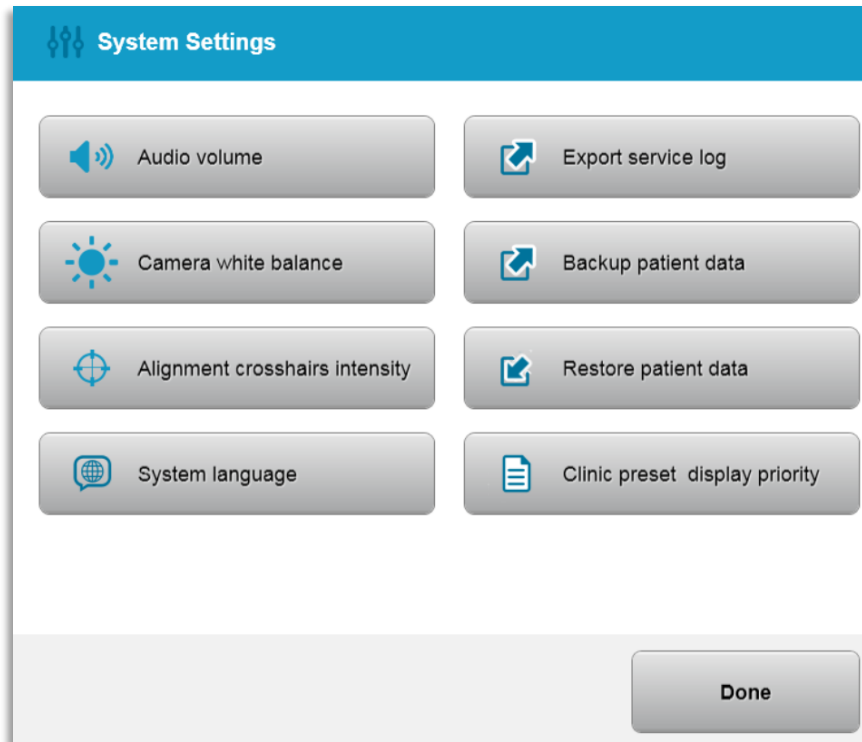 System Settings
Audio volume
Export service log
Camera white balance
Backup patient data
Alignment crosshairs intensity
Restore patient data
System language
Clinic preset display priority
Done